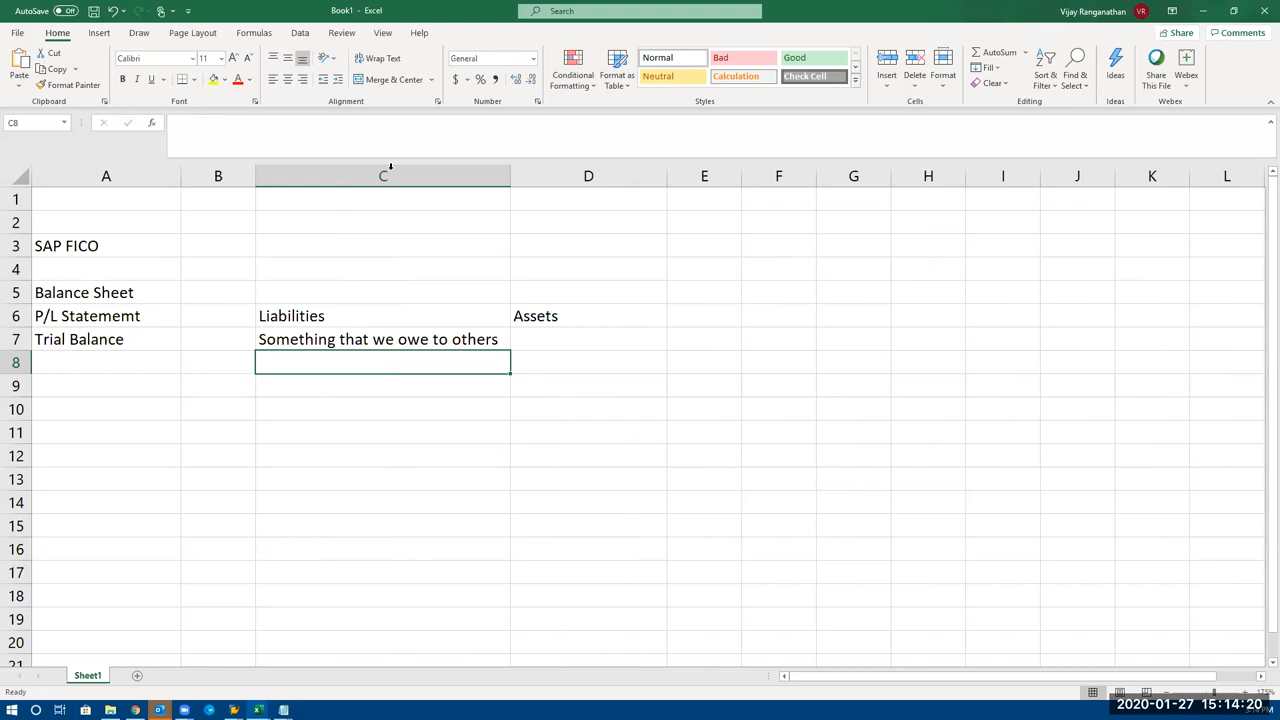 AutoSave Off
Book1 - Excel
Search
Vijay Ranganathan VR
File Home Insert Draw Page Layout Formulas Data Review View Help
Share Comments
Paste
Cut
Copy
Format Painter
Clipboard
Calibri 11
B I U
Font
Wrap Text
Merge & Center
Alignment
General
$ % ,
Number
Conditional Formatting
Format as Table
Normal Bad Good
Neutral Calculation Check Cell
Styles
Insert Delete Format
Cells
AutoSum
Fill
Clear
Sort & Filter
Find & Select
Editing
Ideas
Ideas
Share This File
Webex
Webex
C8
fx
A B C D E F G H I J K L
1
2
3 SAP FICO
4
5 Balance Sheet
6 P/L Statememt Liabilities Assets
7 Trial Balance Something that we owe to others
8
9
10
11
12
13
14
15
16
17
18
19
20
21
Sheet1
Ready
175%
2020-01-27 15:14:20